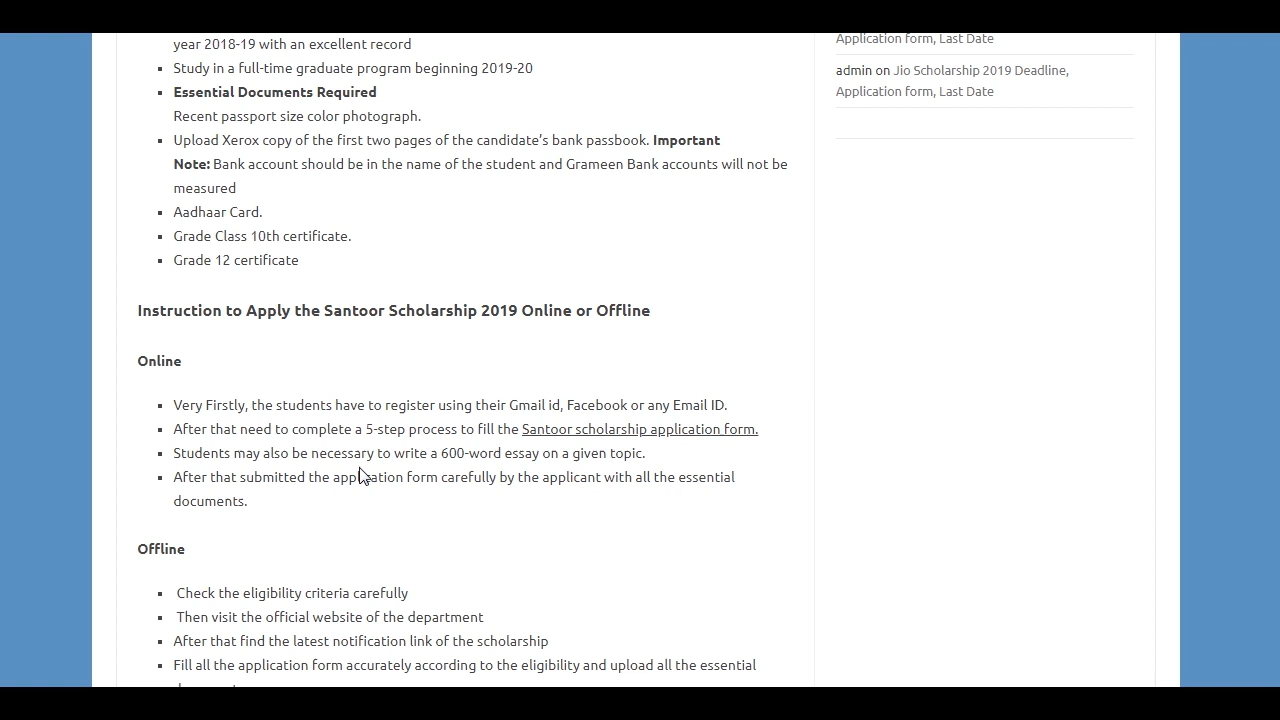 year 2018-19 with an excellent record
Study in a full-time graduate program beginning 2019-20
Essential Documents Required
Recent passport size color photograph.
Upload Xerox copy of the first two pages of the candidate's bank passbook. Important
Note: Bank account should be in the name of the student and Grameen Bank accounts will not be
measured
Aadhaar Card.
Grade Class 10th certificate.
Grade 12 certificate
Instruction to Apply the Santoor Scholarship 2019 Online or Offline
Online
Very Firstly, the students have to register using their Gmail id, Facebook or any Email ID.
After that need to complete a 5-step process to fill the Santoor scholarship application form.
Students may also be necessary to write a 600-word essay on a given topic.
After that submitted the application form carefully by the applicant with all the essential
documents.
Offline
Check the eligibility criteria carefully
Then visit the official website of the department
After that find the latest notification link of the scholarship
Fill all the application form accurately according to the eligibility and upload all the essential
Application form, Last Date
admin on Jio Scholarship 2019 Deadline,
Application form, Last Date